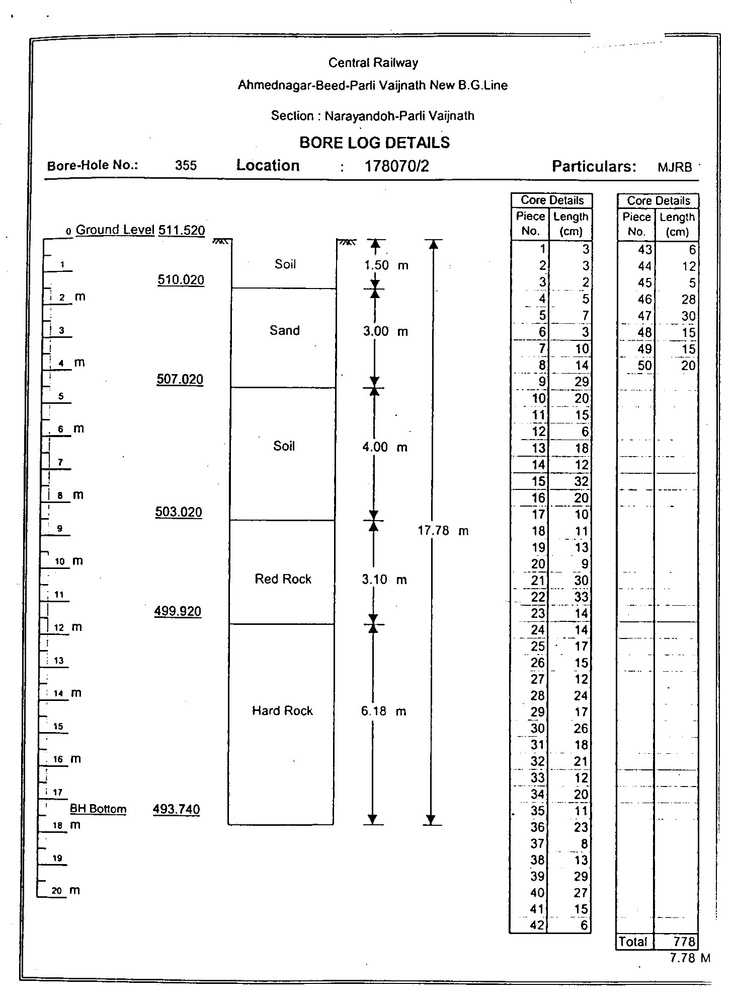 Central Railway
Ahmednagar-Beed-Parli Vaijnath New B.G.Line
Section : Narayandoh-Parli Vaijnath
BORE LOG DETAILS
Bore-Hole No.: 355 Location : 178070/2 Particulars: MJRB
0 Ground Level 511.520
1
510.020
2 m
3
4 m
507.020
5
6 m
7
8 m
503.020
9
10 m
11
499.920
12 m
13
14 m
15
16 m
17
BH Bottom 493.740
18 m
19
20 m
Soil
Sand
Soil
Red Rock
Hard Rock
1.50 m
3.00 m
4.00 m
3.10 m
6.18 m
17.78 m
Core Details
Piece Length
No. (cm)
1 3
2 3
3 2
4 5
5 7
6 3
7 10
8 14
9 29
10 20
11 15
12 6
13 18
14 12
15 32
16 20
17 10
18 11
19 13
20 9
21 30
22 33
23 14
24 14
25 17
26 15
27 12
28 24
29 17
30 26
31 18
32 21
33 12
34 20
35 11
36 23
37 8
38 13
39 29
40 27
41 15
42 6
Core Details
Piece Length
No. (cm)
43 6
44 12
45 5
46 28
47 30
48 15
49 15
50 20
Total 778
7.78 M